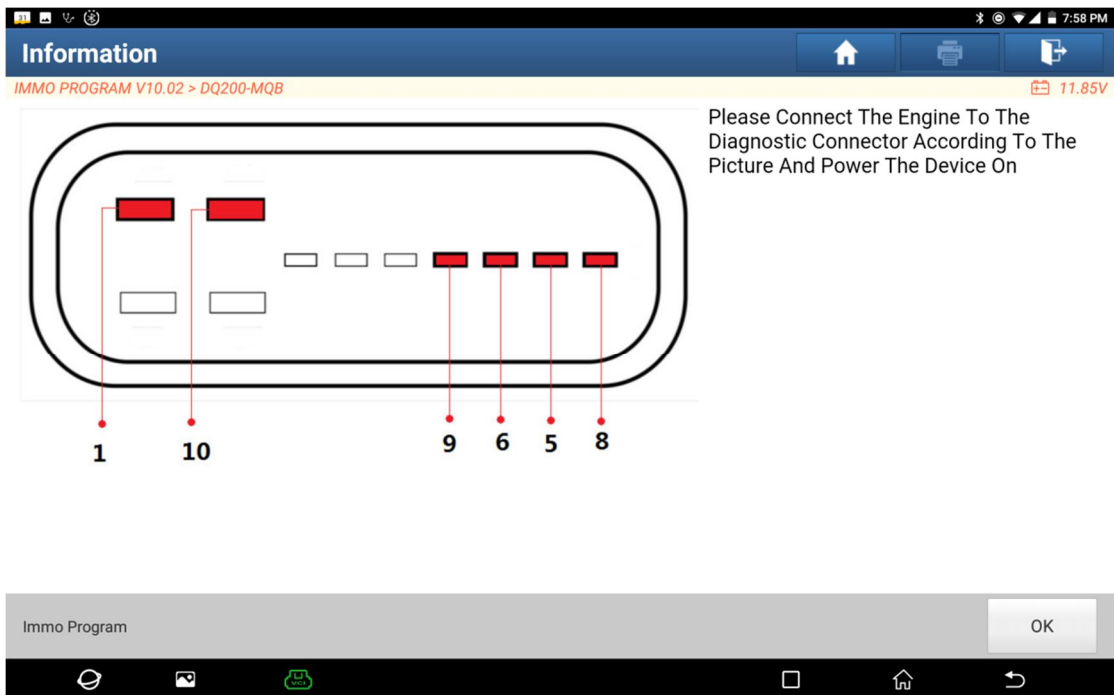 31
7:58 PM
Information
IMMO PROGRAM V10.02 > DQ200-MQB
11.85V
Please Connect The Engine To The
Diagnostic Connector According To The
Picture And Power The Device On
1 10 9 6 5 8
Immo Program
OK
VCI